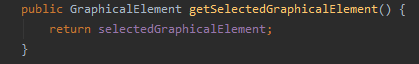 public GraphicalElement getSelectedGraphicalElement() {
    return selectedGraphicalElement;
}